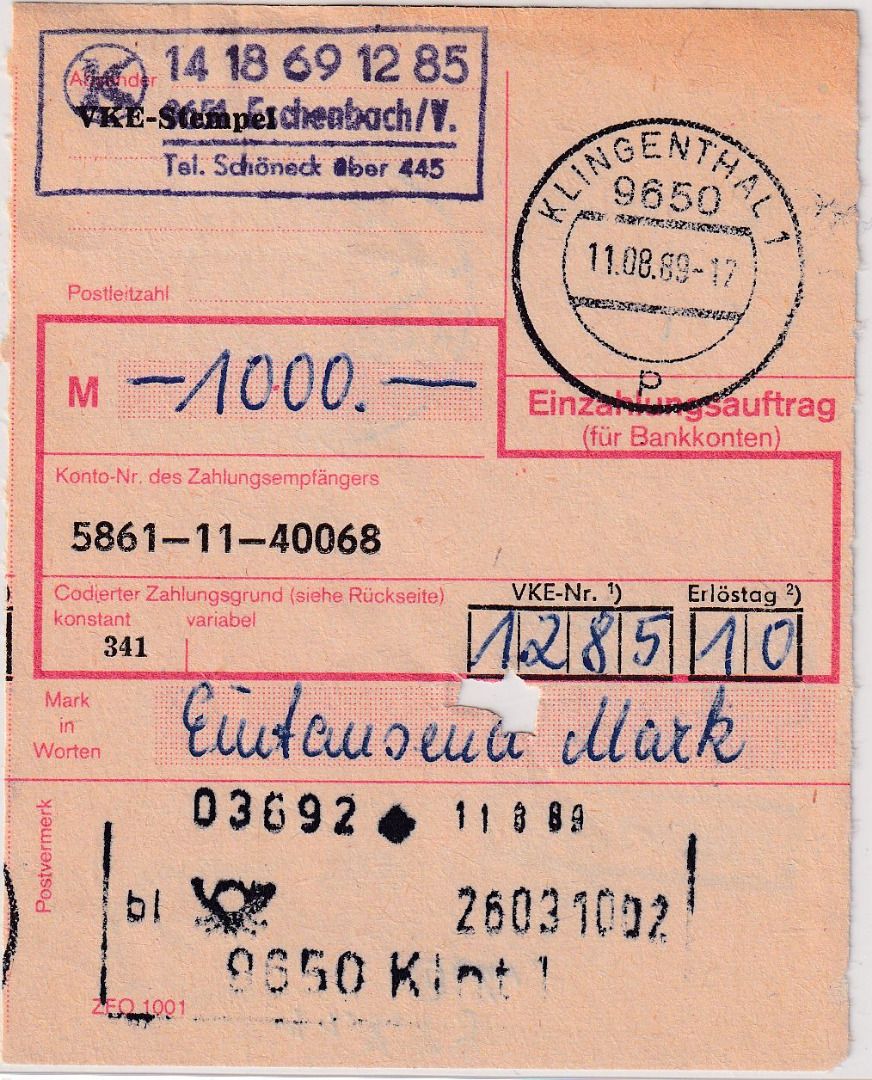 14 18 69 12 85
Absender
VKE-Stempel
9651 Eschenbach/V.
Tel. Schöneck über 445
KLINGENTHAL 1
9650
11.08.89-17
p
Postleitzahl
M —1000.—
Einzahlungsauftrag
(für Bankkonten)
Konto-Nr. des Zahlungsempfängers
5861-11-40068
Codierter Zahlungsgrund (siehe Rückseite) VKE-Nr. ¹) Erlöstag ²)
konstant variabel
341 1285 10
Mark
in
Worten
Eintausend Mark
03692 ◆ 11 8 89
Postvermerk
bl 26031002
9650 Klnt 1
ZFO 1001